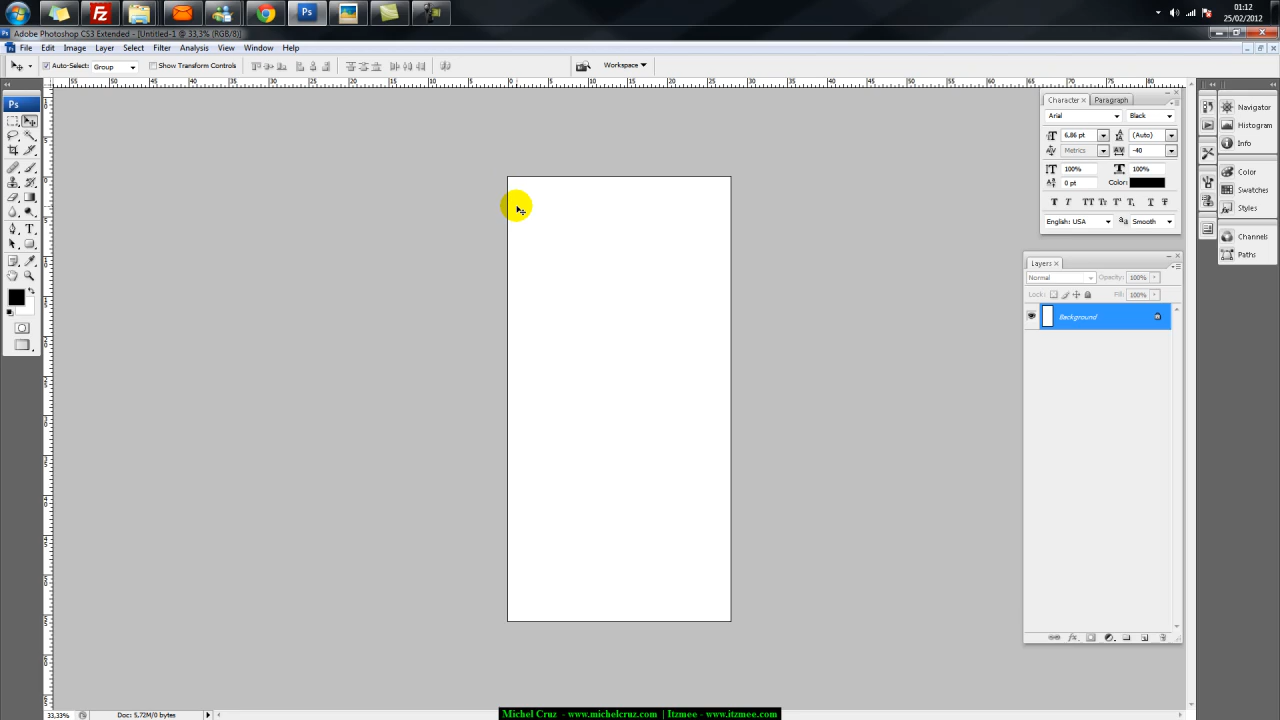 01:12
25/02/2012
Adobe Photoshop CS3 Extended - [Untitled-1 @ 33,3% (RGB/8)]
File Edit Image Layer Select Filter Analysis View Window Help
Auto-Select: Group Show Transform Controls Workspace
Ps
Character Paragraph
Arial Black
6.86 pt (Auto)
Metrics -40
100% 100%
0 pt Color:
English: USA Smooth
Navigator
Histogram
Info
Color
Swatches
Styles
Channels
Paths
Layers
Normal Opacity: 100%
Lock: Fill: 100%
Background
33,33% Doc: 5,72M/0 bytes
Michel Cruz - www.michelcruz.com | Itzmee - www.itzmee.com